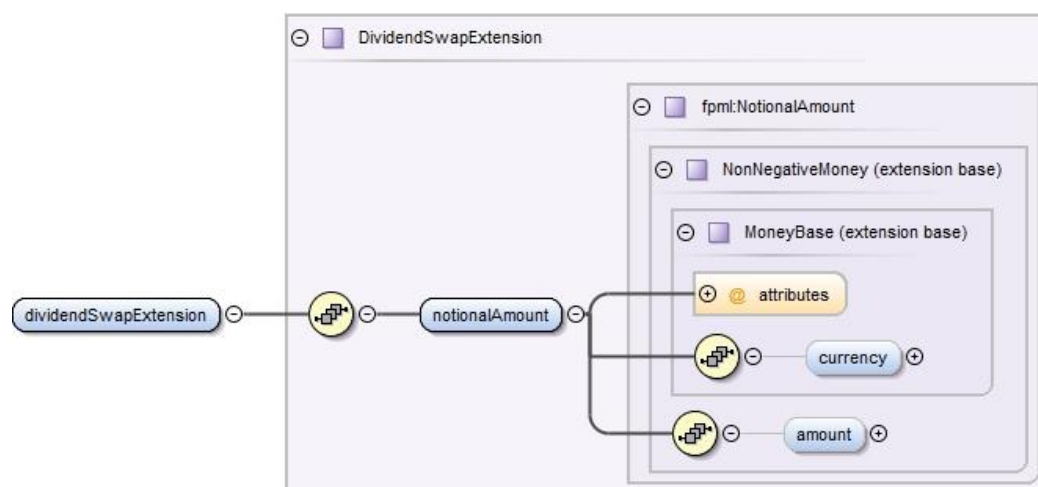 DividendSwapExtension
fpml:NotionalAmount
NonNegativeMoney (extension base)
MoneyBase (extension base)
@ attributes
dividendSwapExtension
notionalAmount
currency
amount